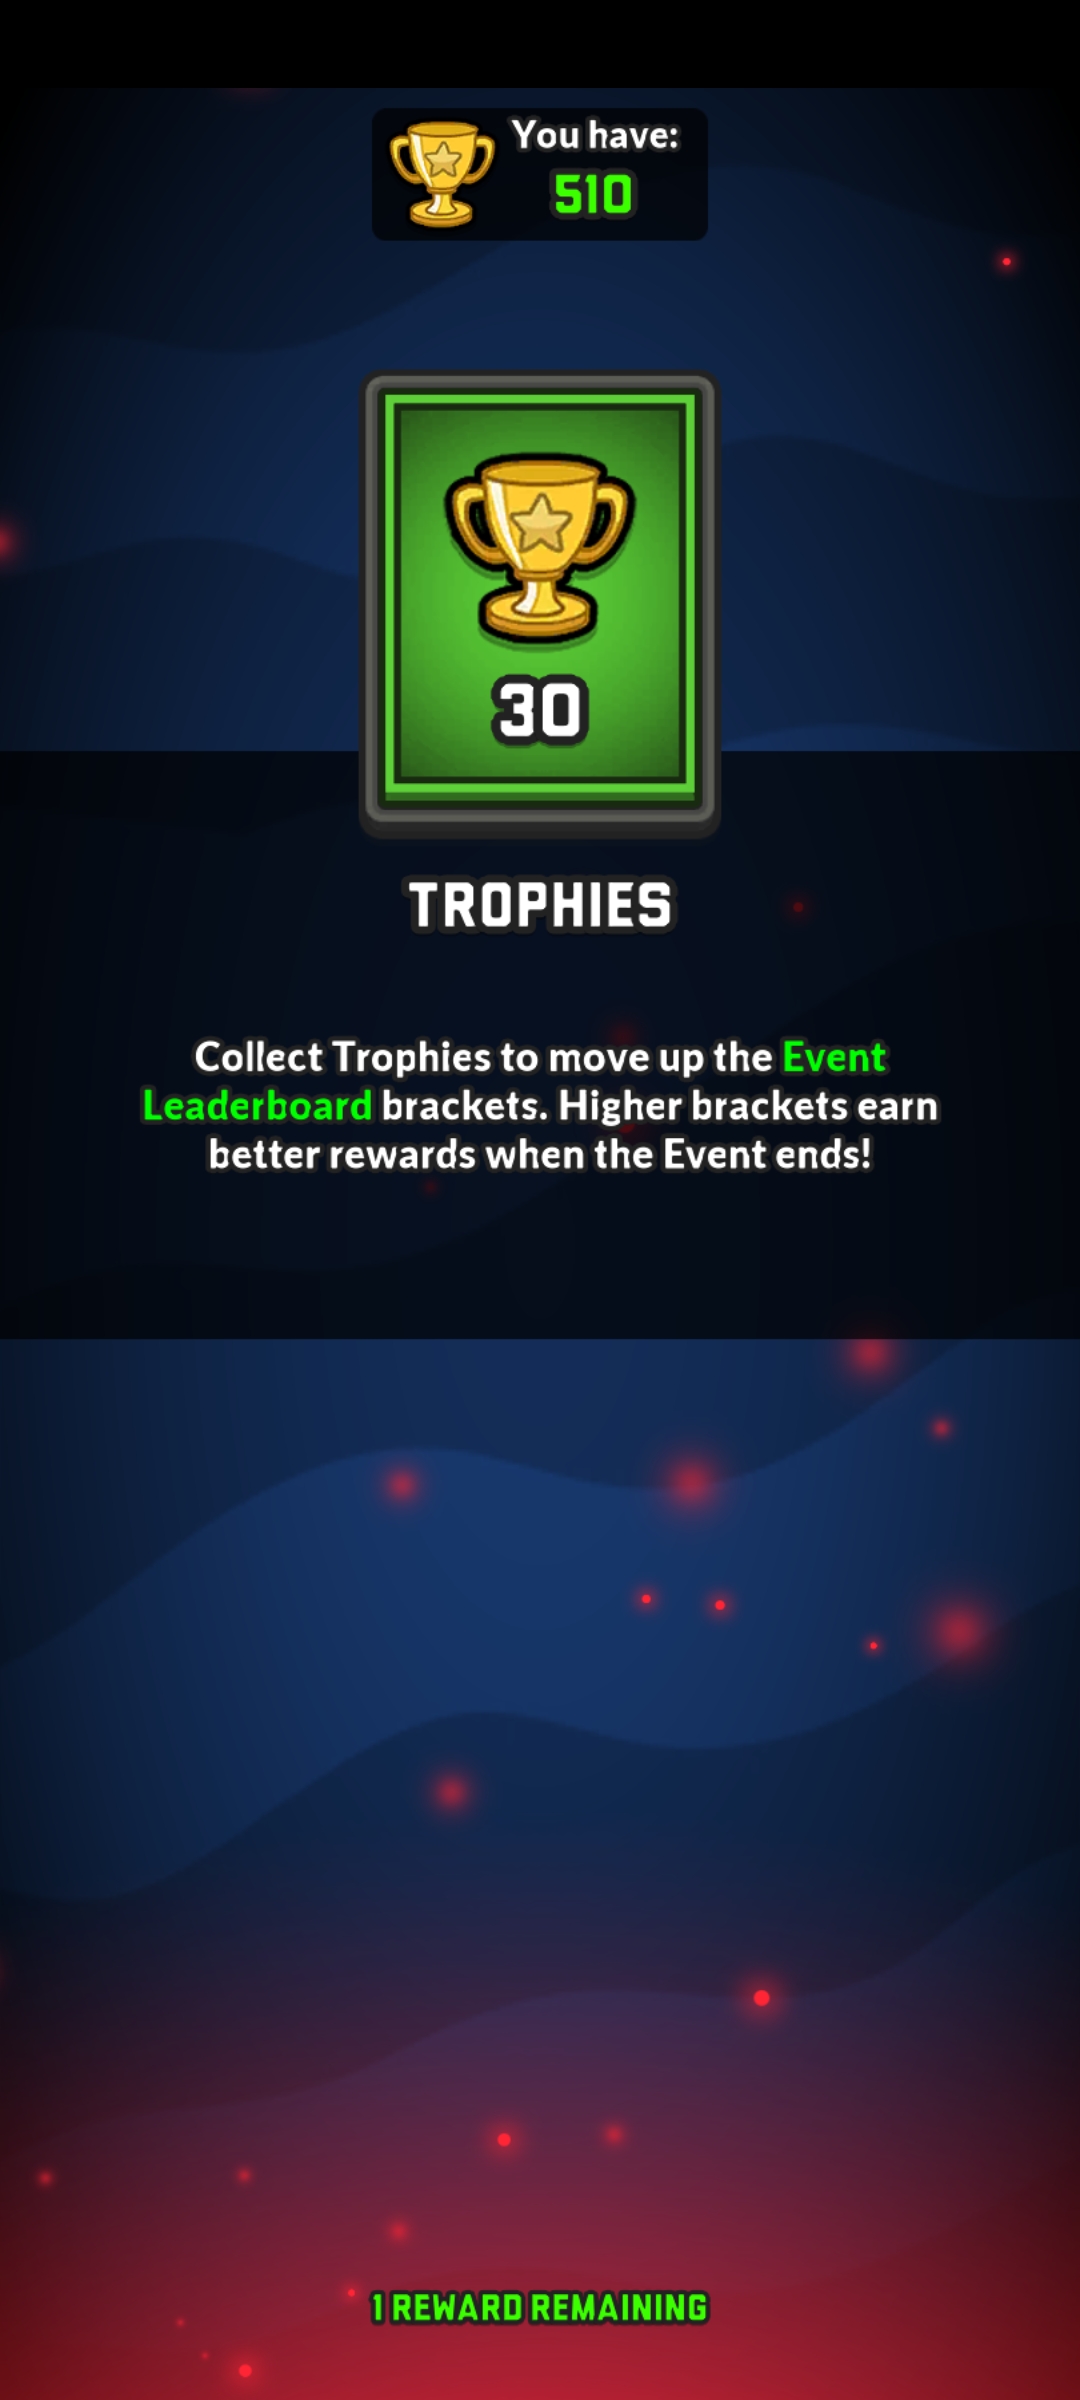 You have:
510
30
TROPHIES
Collect Trophies to move up the Event
Leaderboard brackets. Higher brackets earn
better rewards when the Event ends!
1 REWARD REMAINING